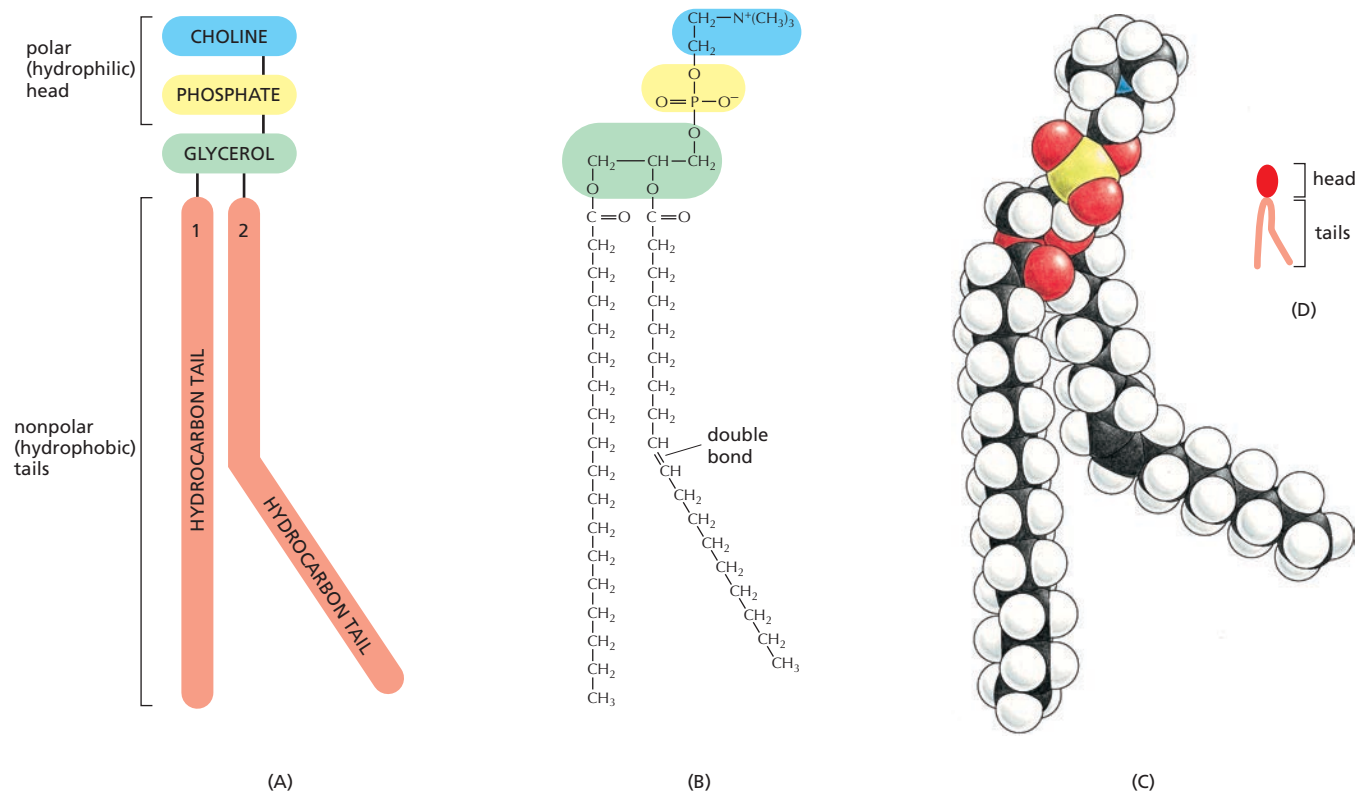 polar
(hydrophilic)
head
CHOLINE
PHOSPHATE
GLYCEROL
1
2
nonpolar
(hydrophobic)
tails
HYDROCARBON TAIL
HYDROCARBON TAIL
(A)
CH₂—N⁺(CH₃)₃
CH₂
O
O=P—O⁻
O
CH₂—CH—CH₂
O O
C=O C=O
CH₂ CH₂
CH₂ CH₂
CH₂ CH₂
CH₂ CH₂
CH₂ CH₂
CH₂ CH₂
CH₂ CH₂
CH₂ CH
CH₂ CH
CH₂ CH₂
CH₂ CH₂
CH₂ CH₂
CH₂ CH₂
CH₂ CH₂
CH₂ CH₂
CH₂ CH₂
CH₃ CH₃
double
bond
(B)
(C)
head
tails
(D)